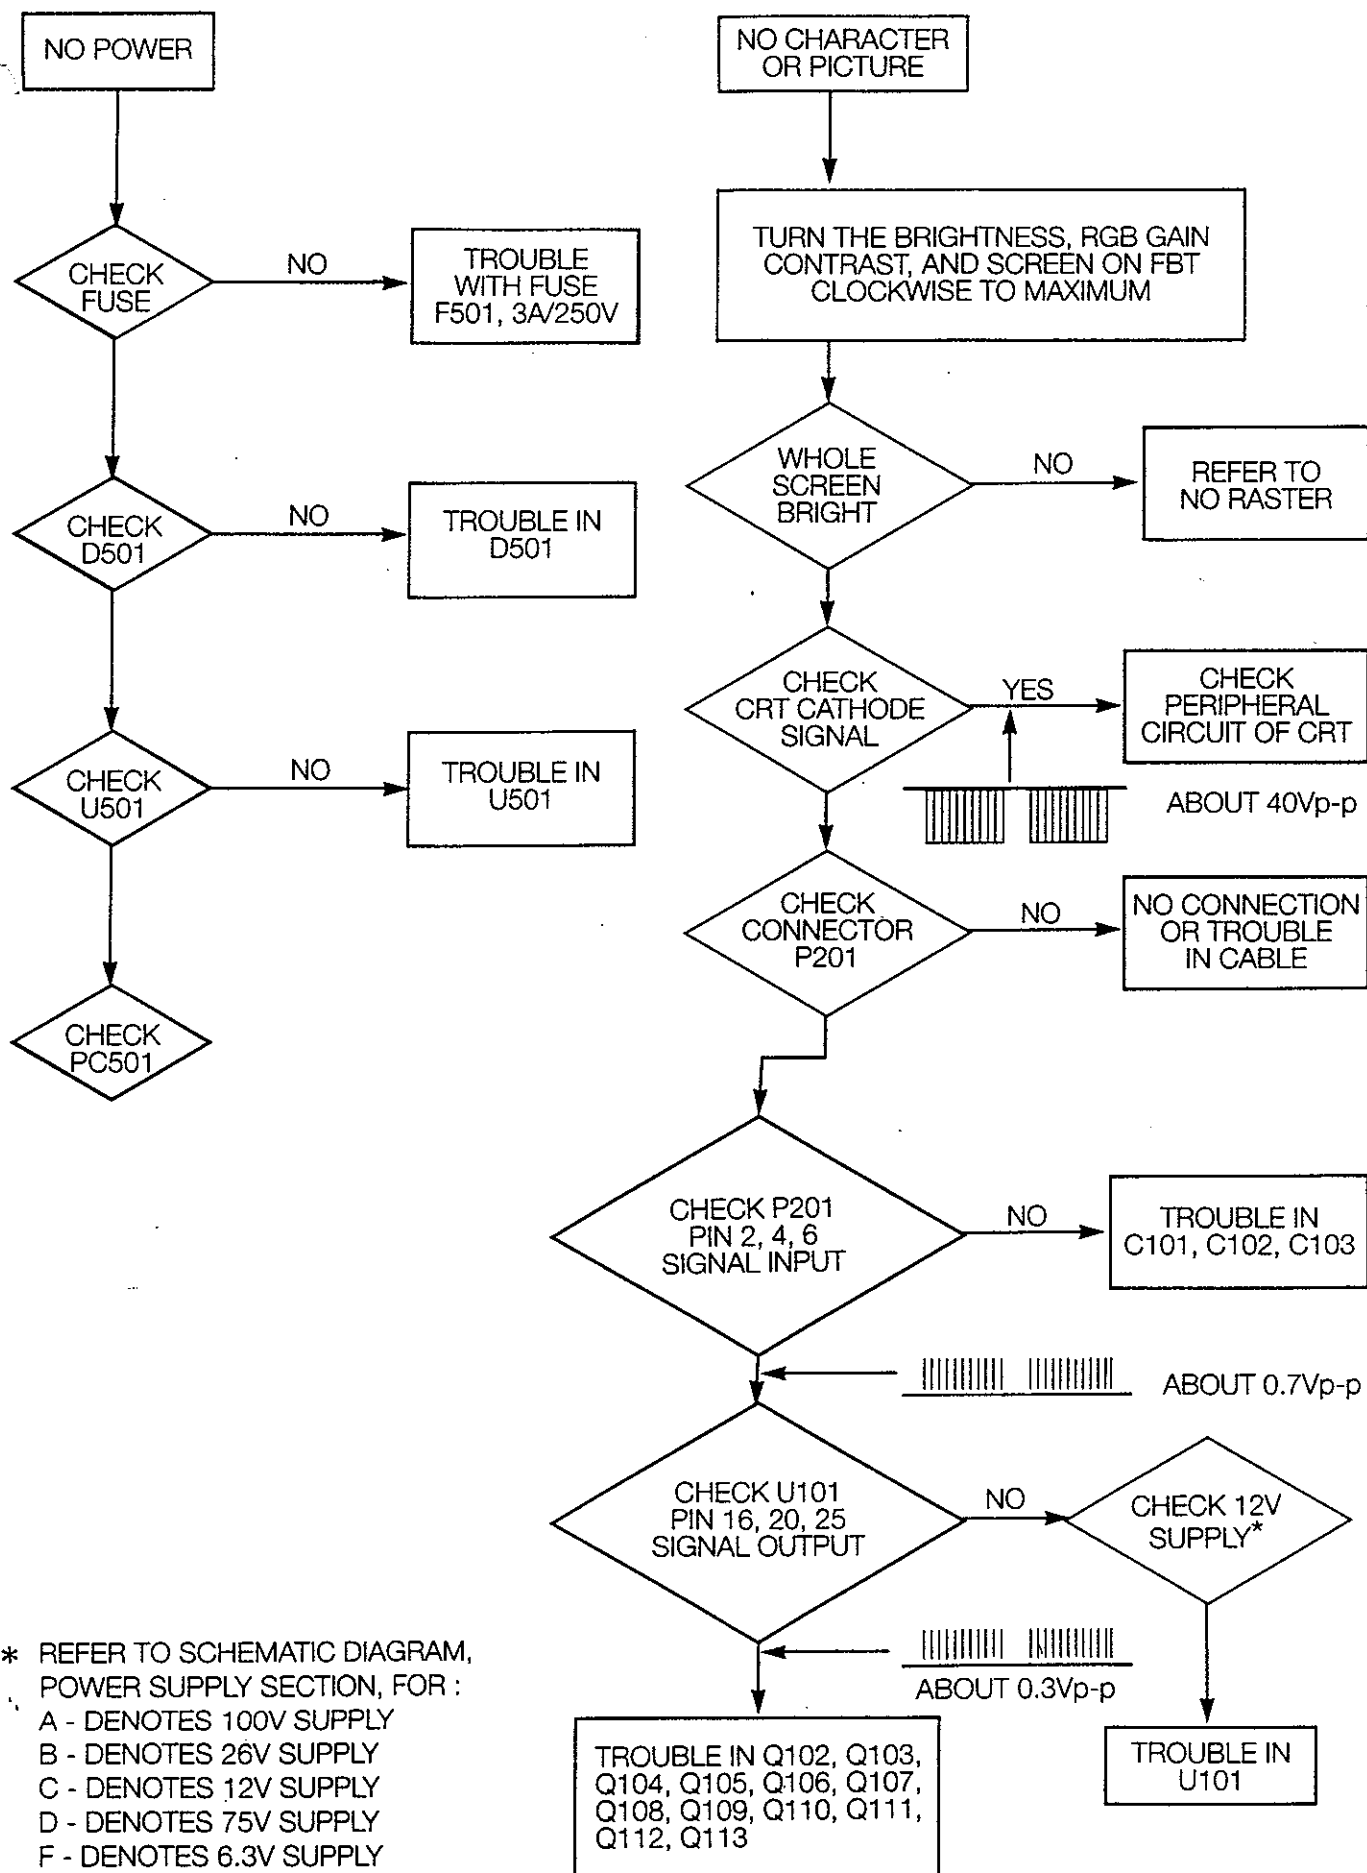 NO POWER
CHECK
FUSE
NO
TROUBLE
WITH FUSE
F501, 3A/250V
CHECK
D501
NO
TROUBLE IN
D501
CHECK
U501
NO
TROUBLE IN
U501
CHECK
PC501
NO CHARACTER
OR PICTURE
TURN THE BRIGHTNESS, RGB GAIN
CONTRAST, AND SCREEN ON FBT
CLOCKWISE TO MAXIMUM
WHOLE
SCREEN
BRIGHT
NO
REFER TO
NO RASTER
CHECK
CRT CATHODE
SIGNAL
YES
CHECK
PERIPHERAL
CIRCUIT OF CRT
ABOUT 40Vp-p
CHECK
CONNECTOR
P201
NO
NO CONNECTION
OR TROUBLE
IN CABLE
CHECK P201
PIN 2, 4, 6
SIGNAL INPUT
NO
TROUBLE IN
C101, C102, C103
ABOUT 0.7Vp-p
CHECK U101
PIN 16, 20, 25
SIGNAL OUTPUT
NO
CHECK 12V
SUPPLY*
ABOUT 0.3Vp-p
TROUBLE IN Q102, Q103,
Q104, Q105, Q106, Q107,
Q108, Q109, Q110, Q111,
Q112, Q113
TROUBLE IN
U101
* REFER TO SCHEMATIC DIAGRAM,
POWER SUPPLY SECTION, FOR :
A - DENOTES 100V SUPPLY
B - DENOTES 26V SUPPLY
C - DENOTES 12V SUPPLY
D - DENOTES 75V SUPPLY
F - DENOTES 6.3V SUPPLY